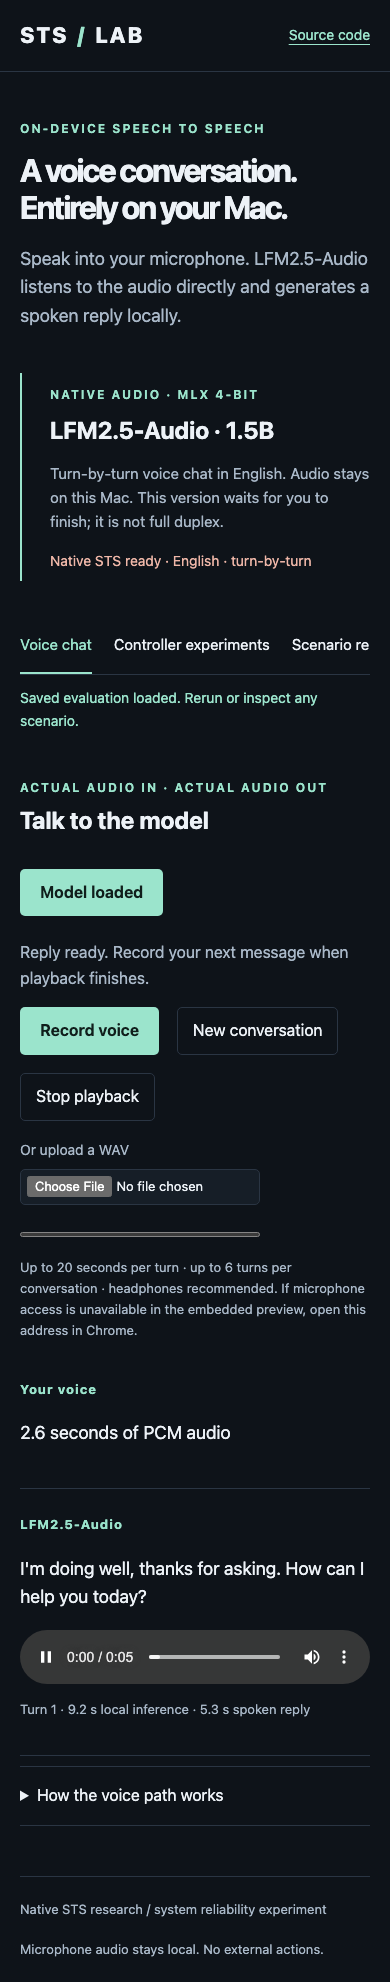 STS / LAB
Source code
ON-DEVICE SPEECH TO SPEECH
A voice conversation.
Entirely on your Mac.
Speak into your microphone. LFM2.5-Audio
listens to the audio directly and generates a
spoken reply locally.
NATIVE AUDIO · MLX 4-BIT
LFM2.5-Audio · 1.5B
Turn-by-turn voice chat in English. Audio stays
on this Mac. This version waits for you to
finish; it is not full duplex.
Native STS ready · English · turn-by-turn
Voice chat
Controller experiments
Scenario re
Saved evaluation loaded. Rerun or inspect any
scenario.
ACTUAL AUDIO IN · ACTUAL AUDIO OUT
Talk to the model
Model loaded
Reply ready. Record your next message when
playback finishes.
Record voice
New conversation
Stop playback
Or upload a WAV
Choose File No file chosen
Up to 20 seconds per turn · up to 6 turns per
conversation · headphones recommended. If microphone
access is unavailable in the embedded preview, open this
address in Chrome.
Your voice
2.6 seconds of PCM audio
LFM2.5-Audio
I'm doing well, thanks for asking. How can I
help you today?
0:00 / 0:05
Turn 1 · 9.2 s local inference · 5.3 s spoken reply
How the voice path works
Native STS research / system reliability experiment
Microphone audio stays local. No external actions.